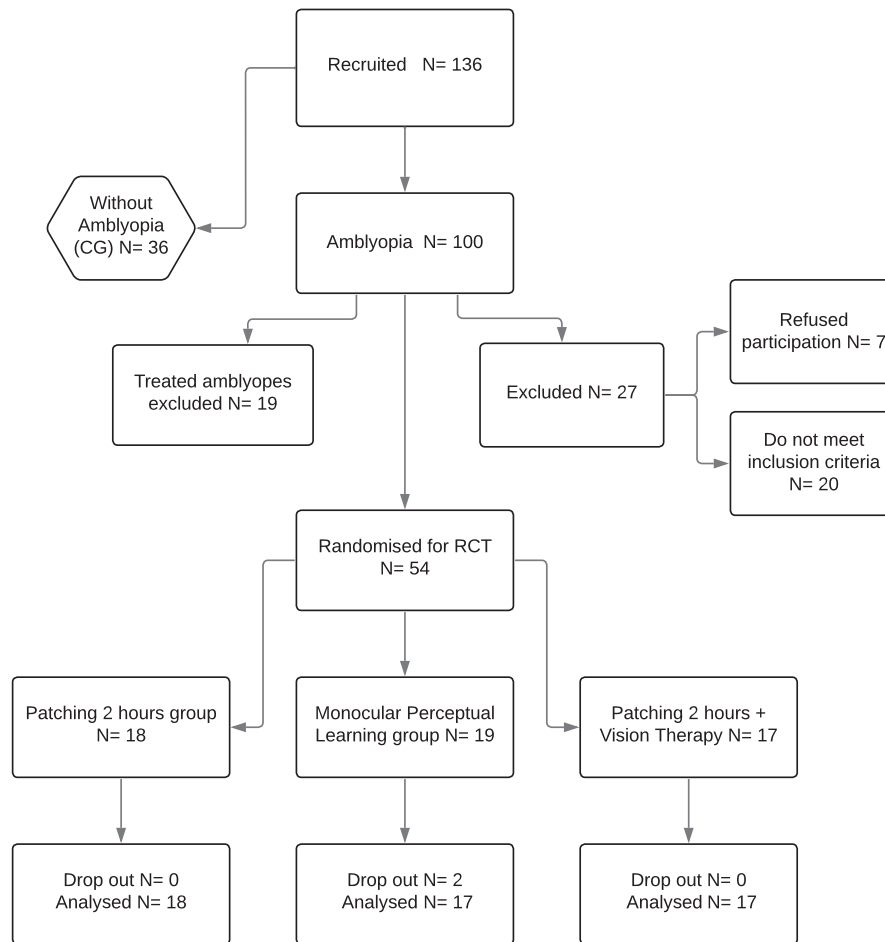 Recruited N= 136
Without
Amblyopia
(CG) N= 36
Amblyopia N= 100
Treated amblyopes
excluded N= 19
Excluded N= 27
Refused
participation N= 7
Do not meet
inclusion criteria
N= 20
Randomised for RCT
N= 54
Patching 2 hours group
N= 18
Monocular Perceptual
Learning group N= 19
Patching 2 hours +
Vision Therapy N= 17
Drop out N= 0
Analysed N= 18
Drop out N= 2
Analysed N= 17
Drop out N= 0
Analysed N= 17